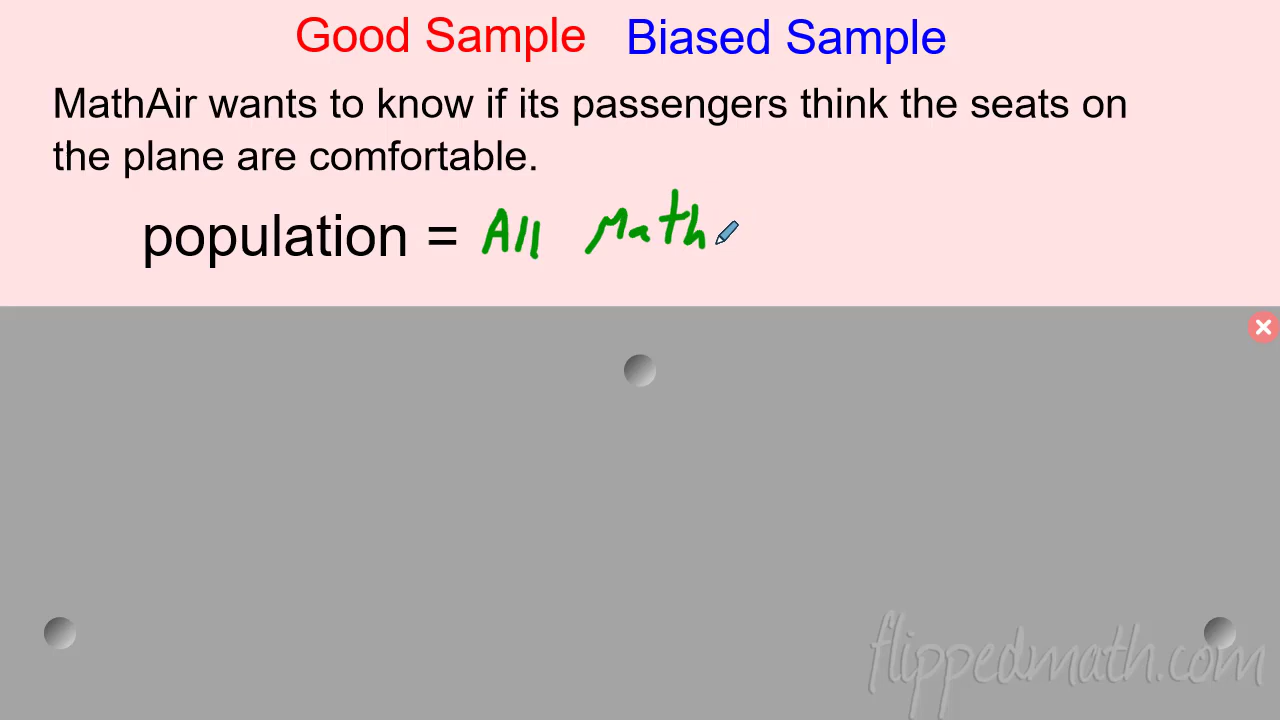 Good Sample Biased Sample
MathAir wants to know if its passengers think the seats on
the plane are comfortable.
population = All Math
flippedmath.com